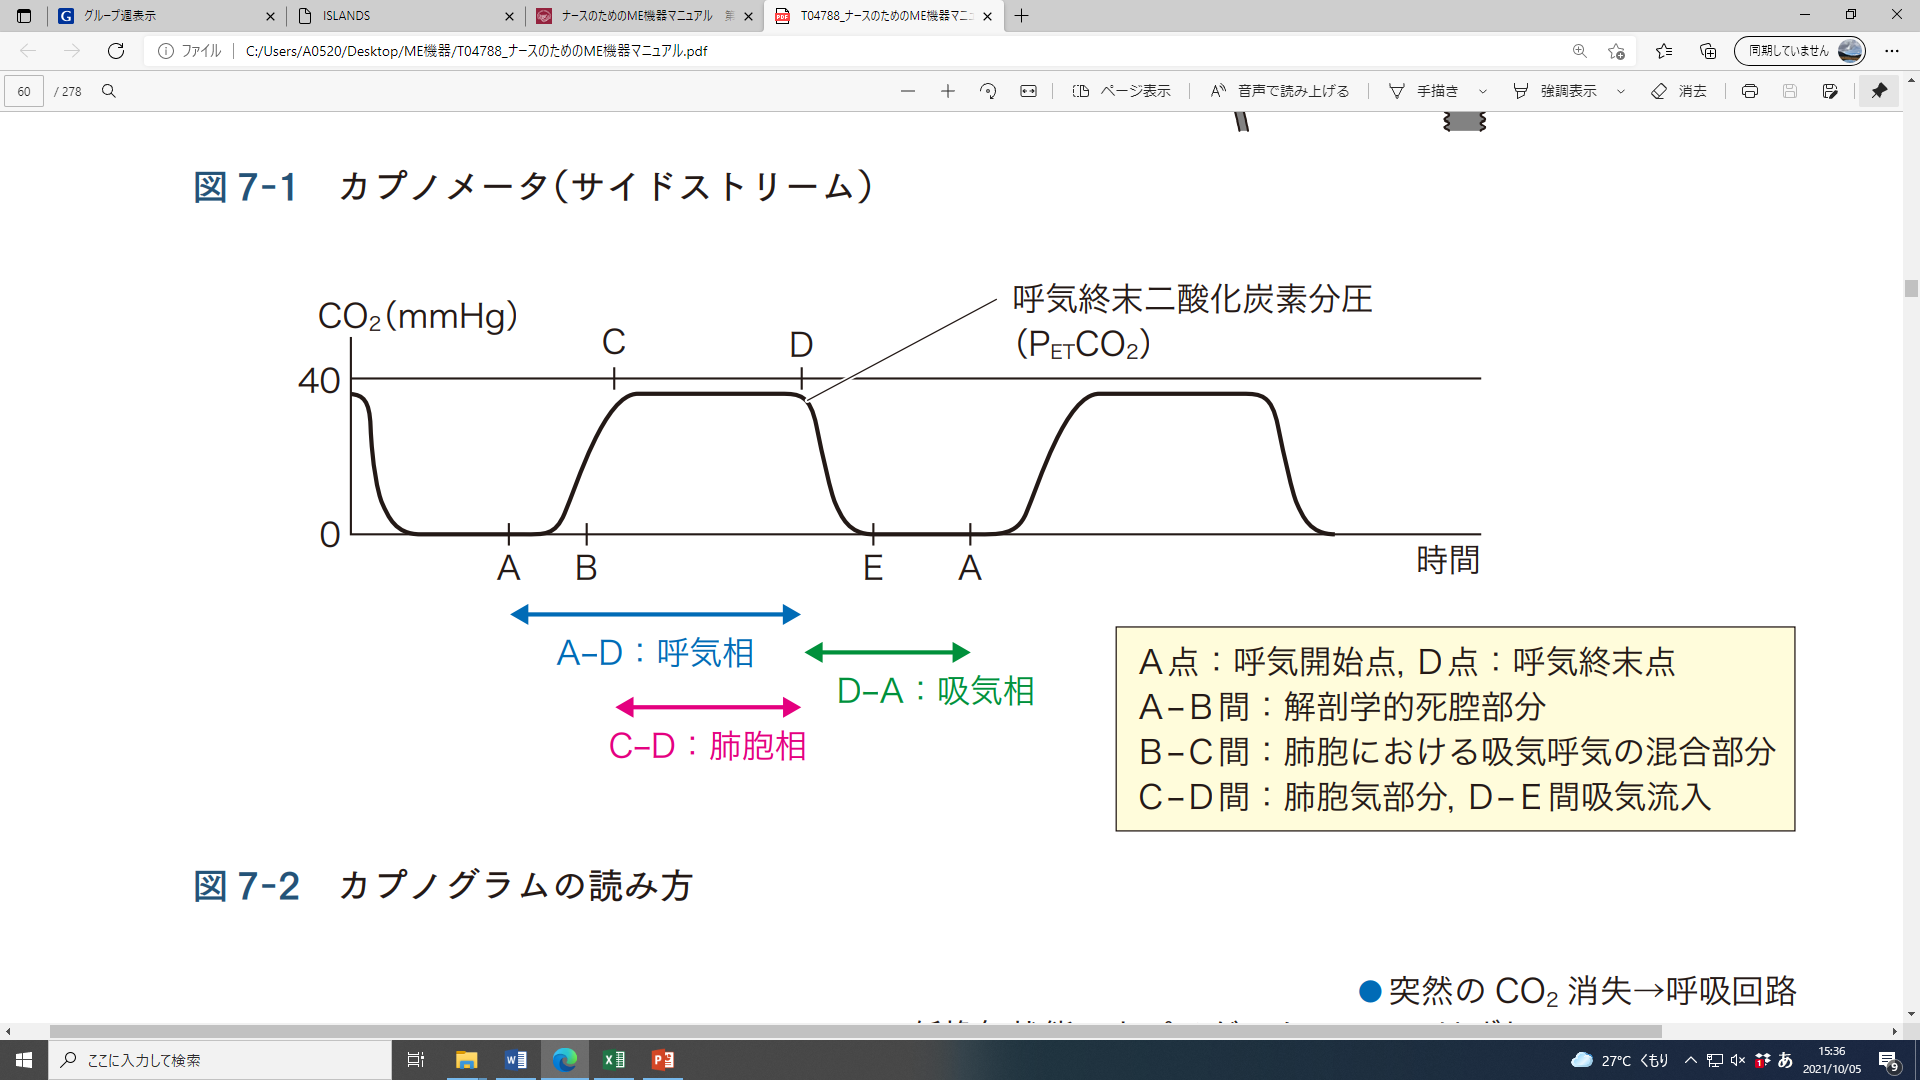 グループ週表示
ISLANDS
ナースのためのME機器マニュアル 第
T04788_ナースのためのME機器マニュ
ファイル
C:/Users/A0520/Desktop/ME機器/T04788_ナースのためのME機器マニュアル.pdf
同期していません
60
/ 278
ページ表示
音声で読み上げる
手描き
強調表示
消去
図 7-1 カプノメータ(サイドストリーム)
CO₂(mmHg)
呼気終末二酸化炭素分圧
(PETCO₂)
C
D
40
0
A
B
E
A
時間
A-D:呼気相
D-A:吸気相
C-D:肺胞相
A点:呼気開始点, D点:呼気終末点
A-B間:解剖学的死腔部分
B-C間:肺胞における吸気呼気の混合部分
C-D間:肺胞気部分, D-E間吸気流入
図 7-2 カプノグラムの読み方
●突然の CO₂ 消失→呼吸回路
ここに入力して検索
27°C くもり
あ
15:36
2021/10/05
9